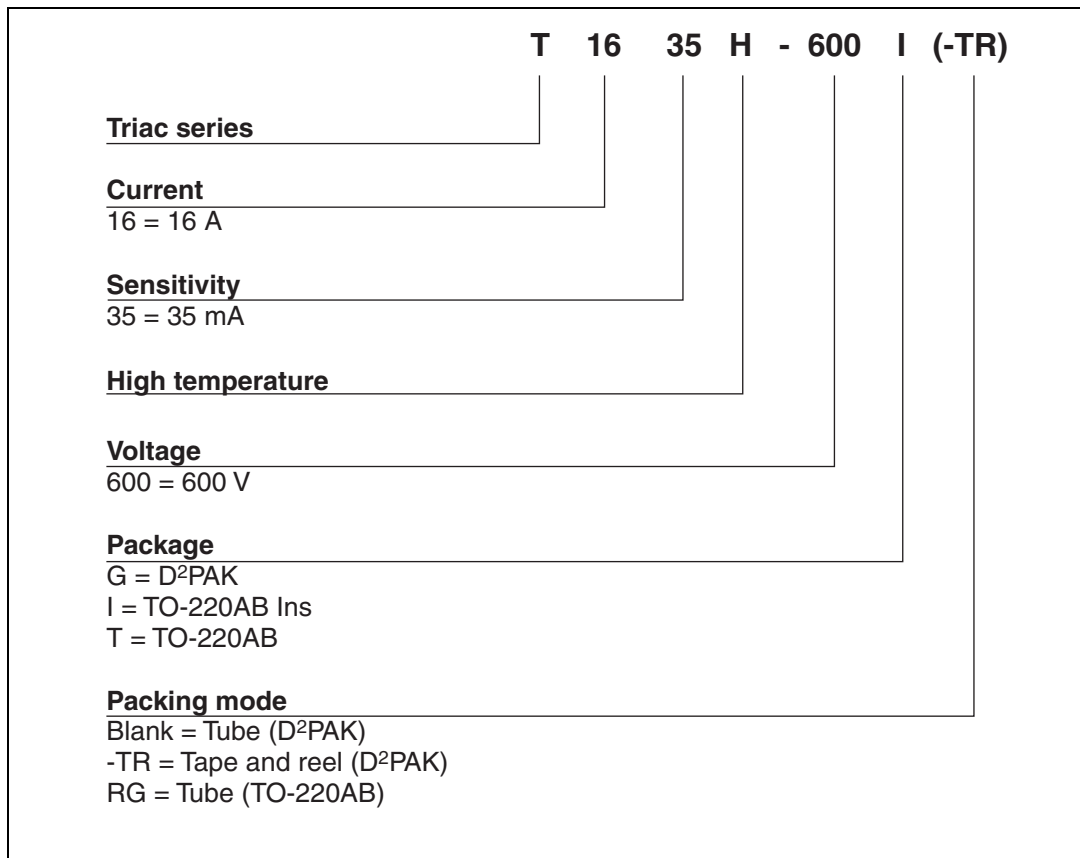 T 16 35 H - 600 I (-TR)
Triac series
Current
16 = 16 A
Sensitivity
35 = 35 mA
High temperature
Voltage
600 = 600 V
Package
G = D²PAK
I = TO-220AB Ins
T = TO-220AB
Packing mode
Blank = Tube (D²PAK)
-TR = Tape and reel (D²PAK)
RG = Tube (TO-220AB)